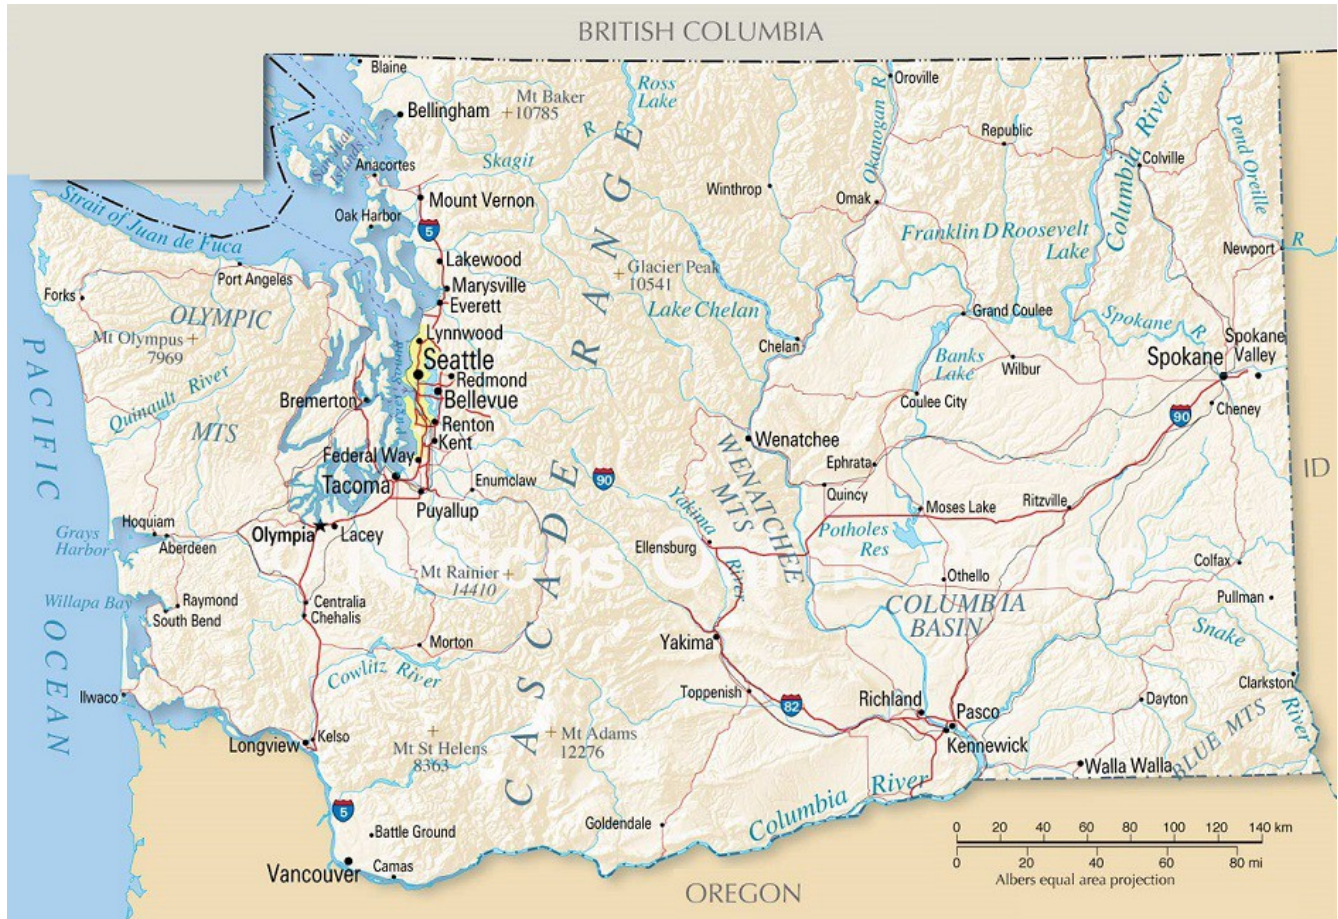 BRITISH COLUMBIA
Blaine
Bellingham
Mt Baker
10785
Ross
Lake
Skagit
R
Oroville
Okanogan R
Republic
Columbia River
Colville
Pend Oreille
R
San Juan
Islands
Anacortes
Mount Vernon
Winthrop
Omak
Strait of Juan de Fuca
Oak Harbor
5
Franklin D Roosevelt
Lake
Newport
Port Angeles
Lakewood
Marysville
Everett
Glacier Peak
10541
Lake Chelan
Forks
OLYMPIC
MTS
Mt Olympus
7969
Lynnwood
Seattle
Redmond
Bellevue
Renton
Kent
Puget Sound
Chelan
Grand Coulee
Spokane R
Spokane
Spokane
Valley
Banks
Lake
Wilbur
Coulee City
Cheney
90
PACIFIC OCEAN
Quinault River
Bremerton
Federal Way
Tacoma
Enumclaw
Puyallup
CASCADE RANGE
90
Wenatchee
WENATCHEE
MTS
Ephrata
Quincy
Moses Lake
Ritzville
ID
Grays
Harbor
Hoquiam
Aberdeen
Olympia
Lacey
Yakima River
Ellensburg
Potholes
Res
Othello
Colfax
Pullman
Mt Rainier
14410
Willapa Bay
Raymond
South Bend
Centralia
Chehalis
Morton
COLUMBIA
BASIN
Yakima
Snake River
Cowlitz River
Ilwaco
Toppenish
82
Richland
Pasco
Kennewick
Dayton
Clarkston
Longview
Kelso
Mt St Helens
8363
Mt Adams
12276
Walla Walla
BLUE MTS
5
Battle Ground
Goldendale
Columbia River
Vancouver
Camas
OREGON
0 20 40 60 80 100 120 140 km
0 20 40 60 80 mi
Albers equal area projection